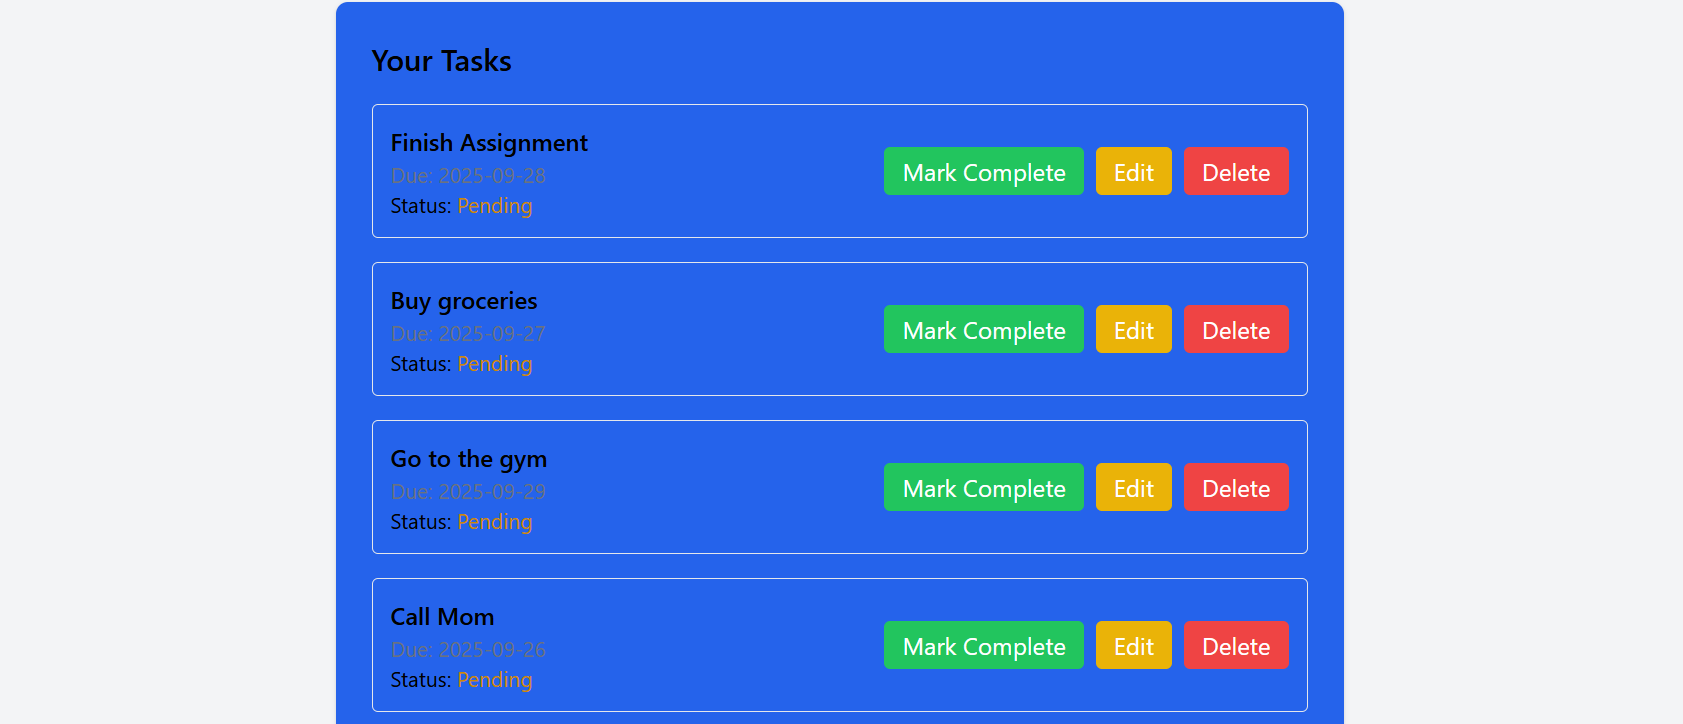 Your Tasks
Finish Assignment
Due: 2025-09-28
Status: Pending
Mark Complete Edit Delete
Buy groceries
Due: 2025-09-27
Status: Pending
Mark Complete Edit Delete
Go to the gym
Due: 2025-09-29
Status: Pending
Mark Complete Edit Delete
Call Mom
Due: 2025-09-26
Status: Pending
Mark Complete Edit Delete